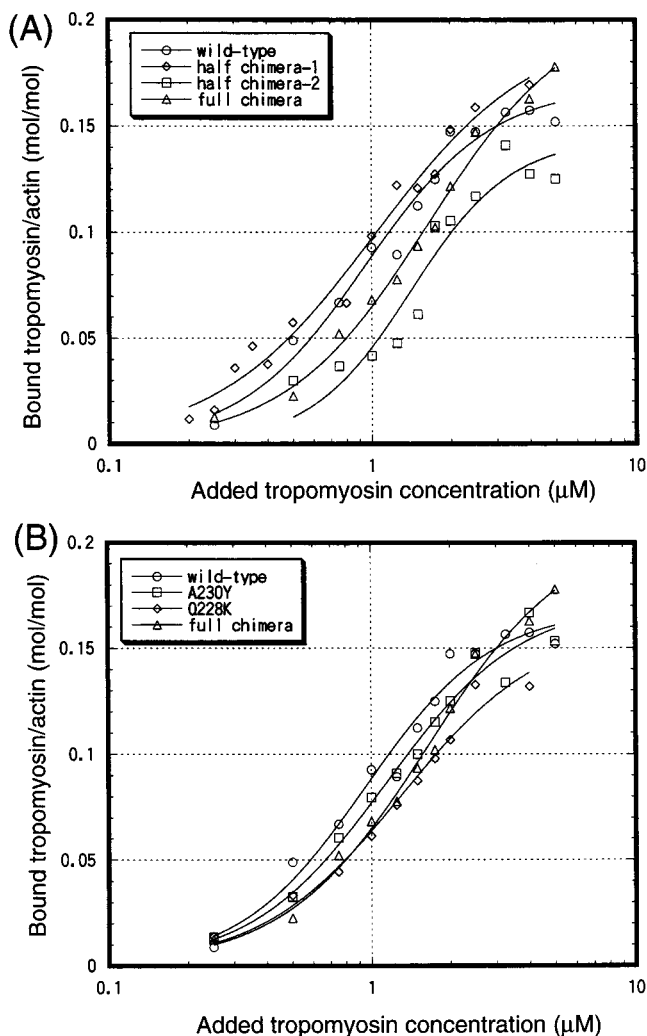 (A)
0.2
0.15
0.1
0.05
0
wild-type
half chimera-1
half chimera-2
full chimera
Bound tropomyosin/actin (mol/mol)
0.1
1
10
Added tropomyosin concentration (μM)
(B)
0.2
0.15
0.1
0.05
0
wild-type
A230Y
Q228K
full chimera
Bound tropomyosin/actin (mol/mol)
0.1
1
10
Added tropomyosin concentration (μM)